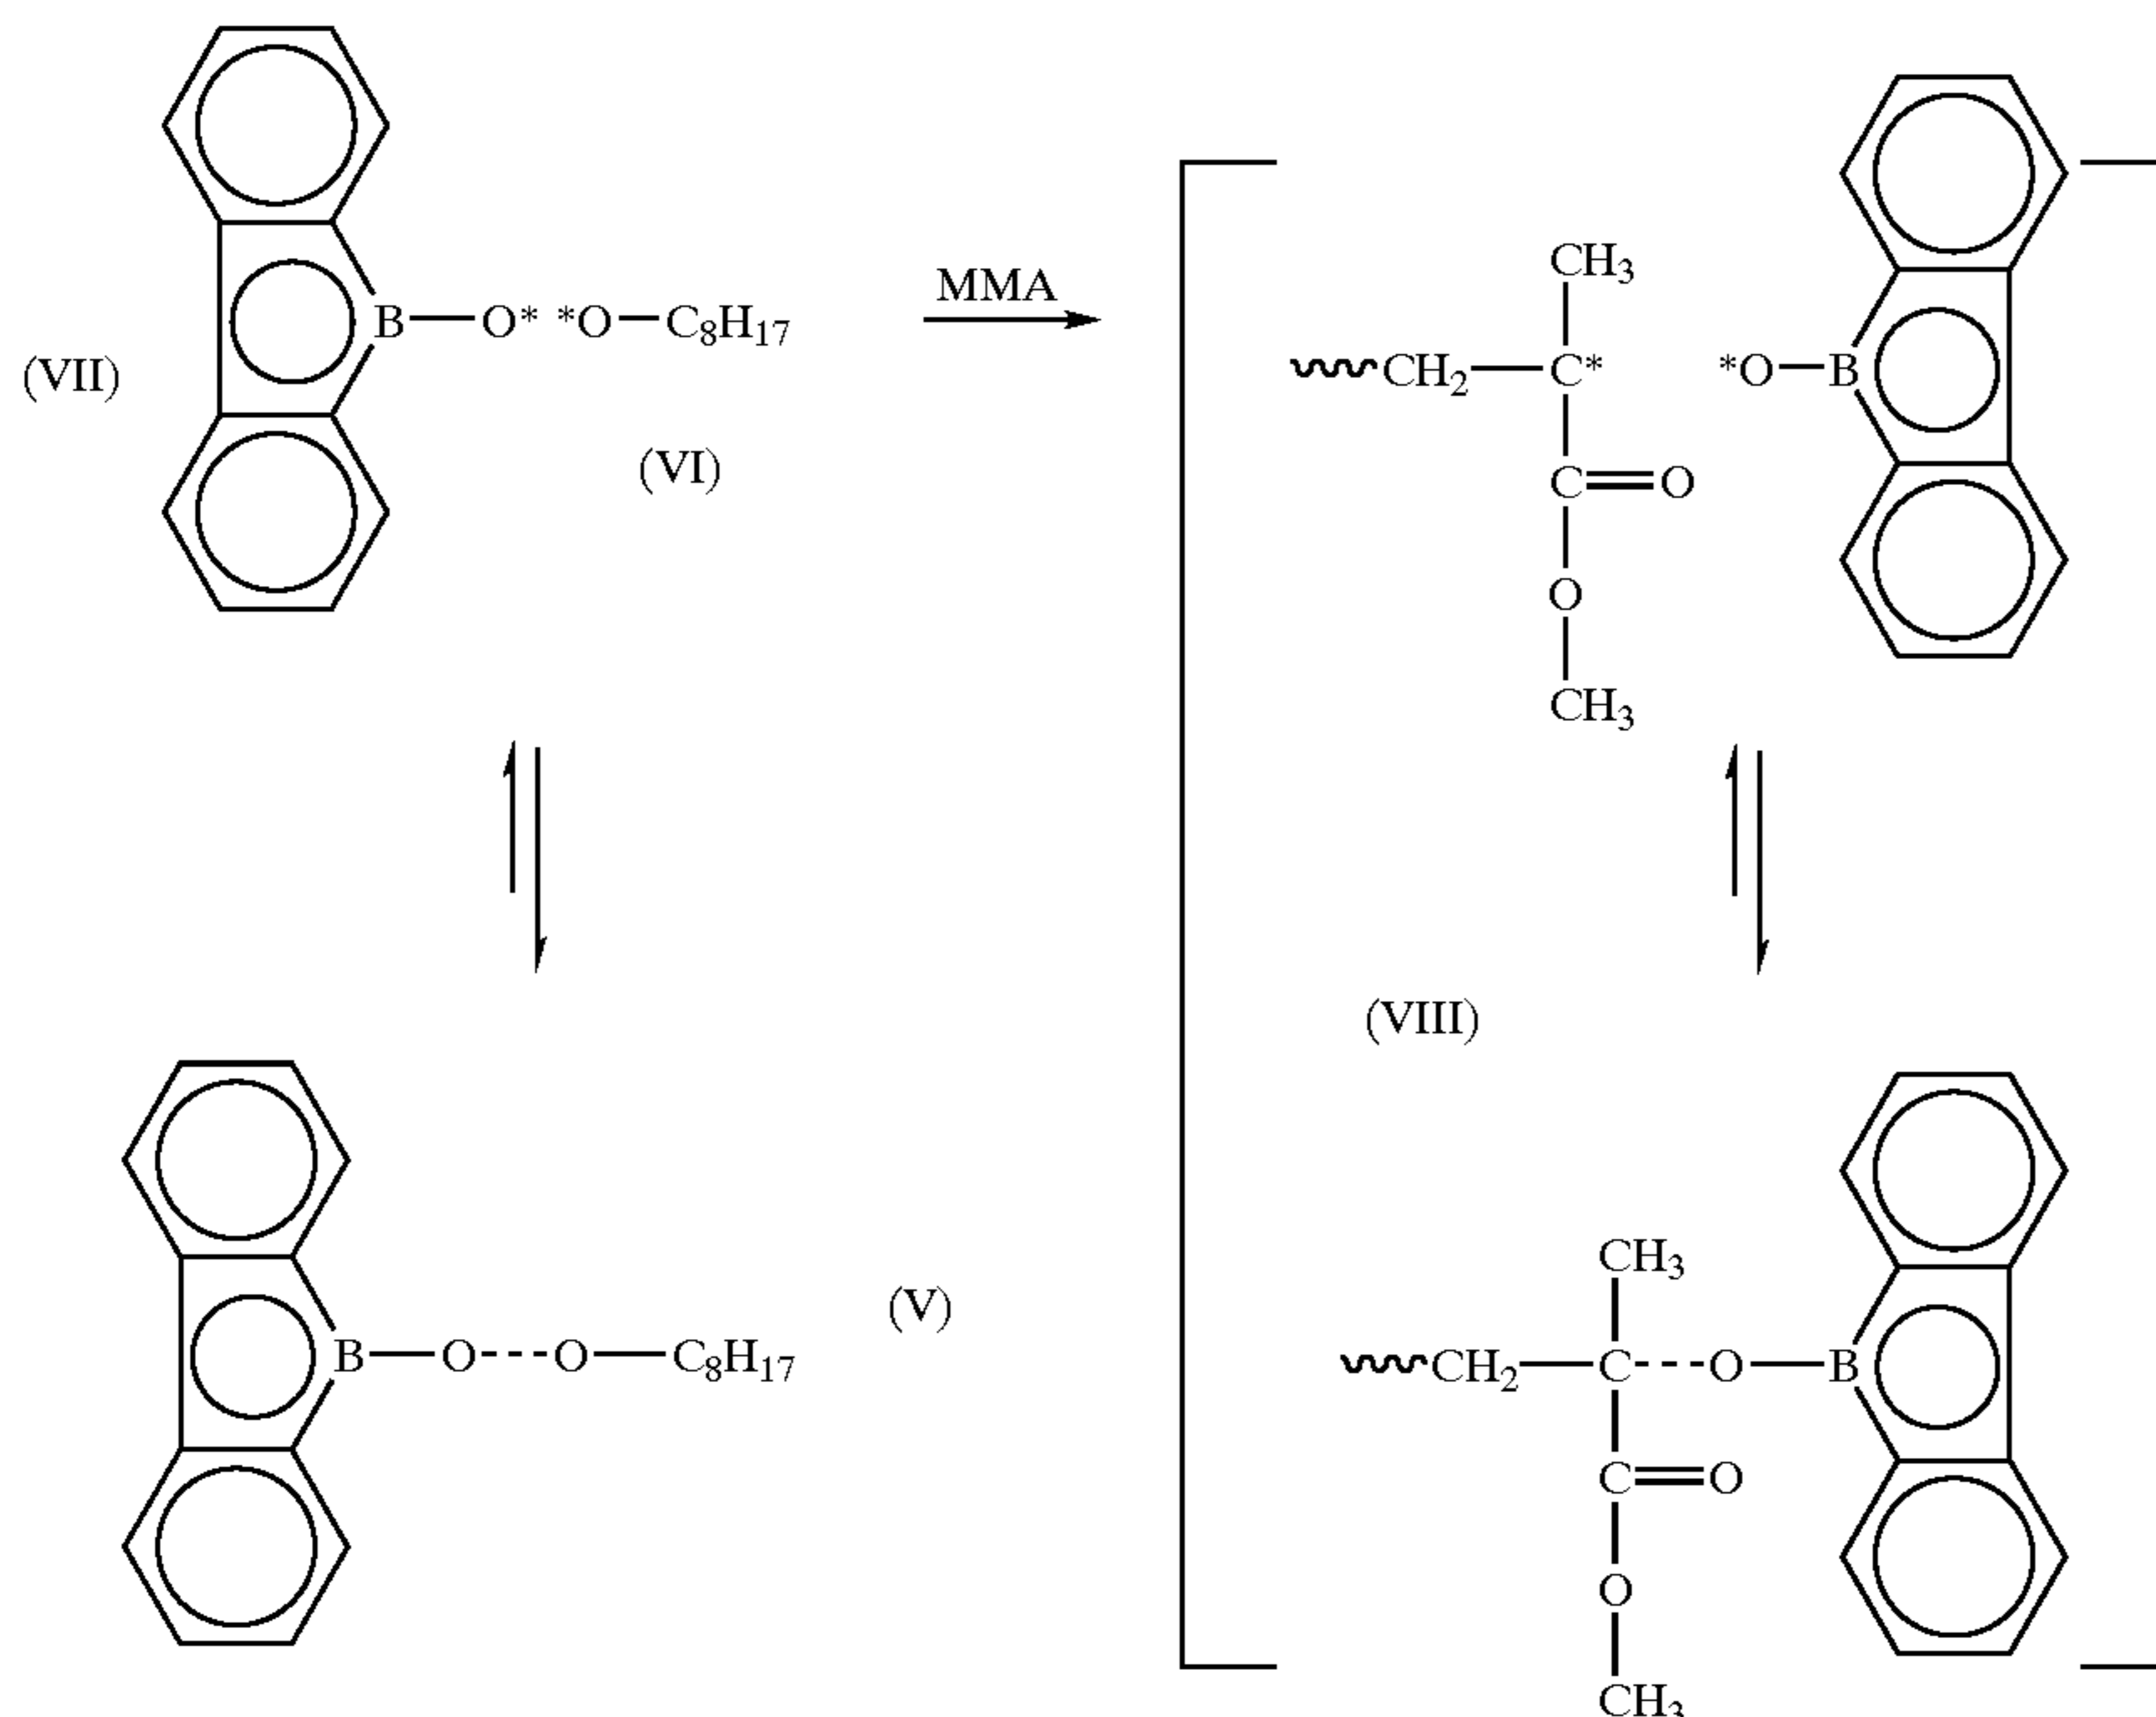 B—O* *O—C₈H₁₇
(VII)
(VI)
MMA
CH₃
CH₂—C* *O—B
C=O
O
CH₃
(VIII)
B—O---O—C₈H₁₇
(V)
CH₃
CH₂—C---O—B
C=O
O
CH₃